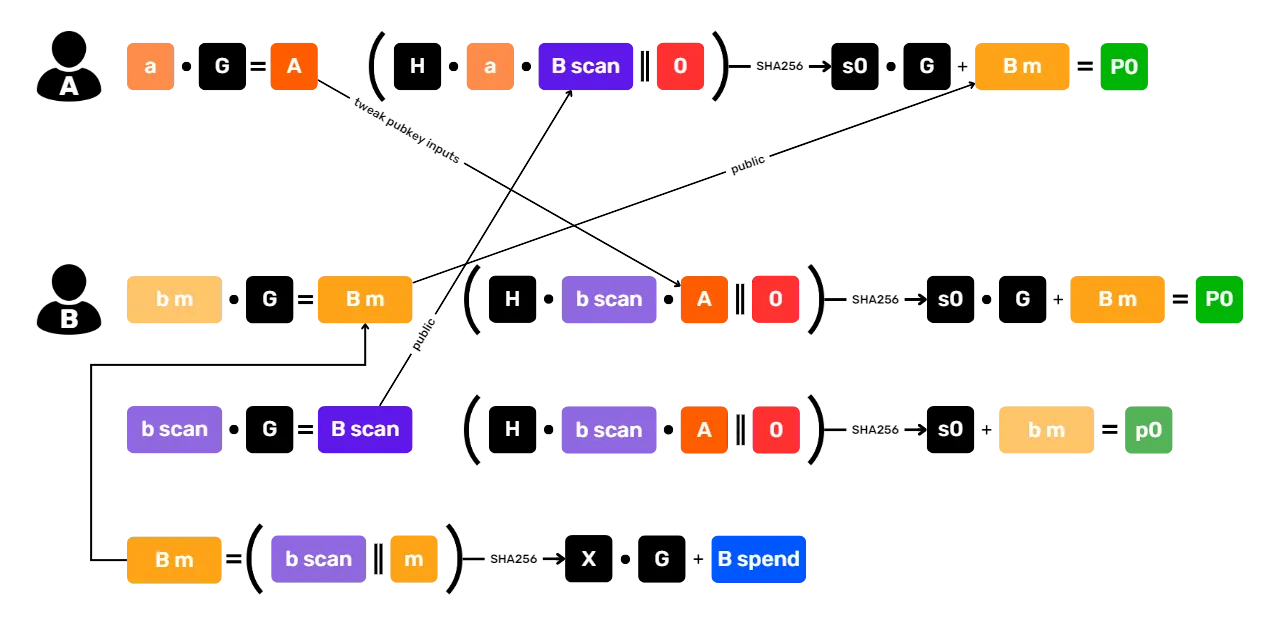 A a • G = A ( H • a • B scan || 0 ) SHA256 s0 • G + B m = P0
tweak pubkey inputs
public
B b m • G = B m ( H • b scan • A || 0 ) SHA256 s0 • G + B m = P0
public
b scan • G = B scan ( H • b scan • A || 0 ) SHA256 s0 + b m = p0
B m = ( b scan || m ) SHA256 X • G + B spend